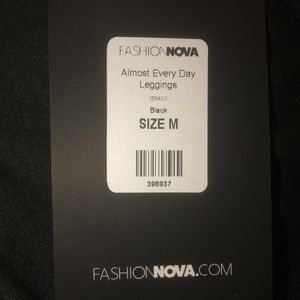 FASHIONNOVA
Almost Every Day
Leggings
Black
SIZE M
396937
FASHIONNOVA.COM